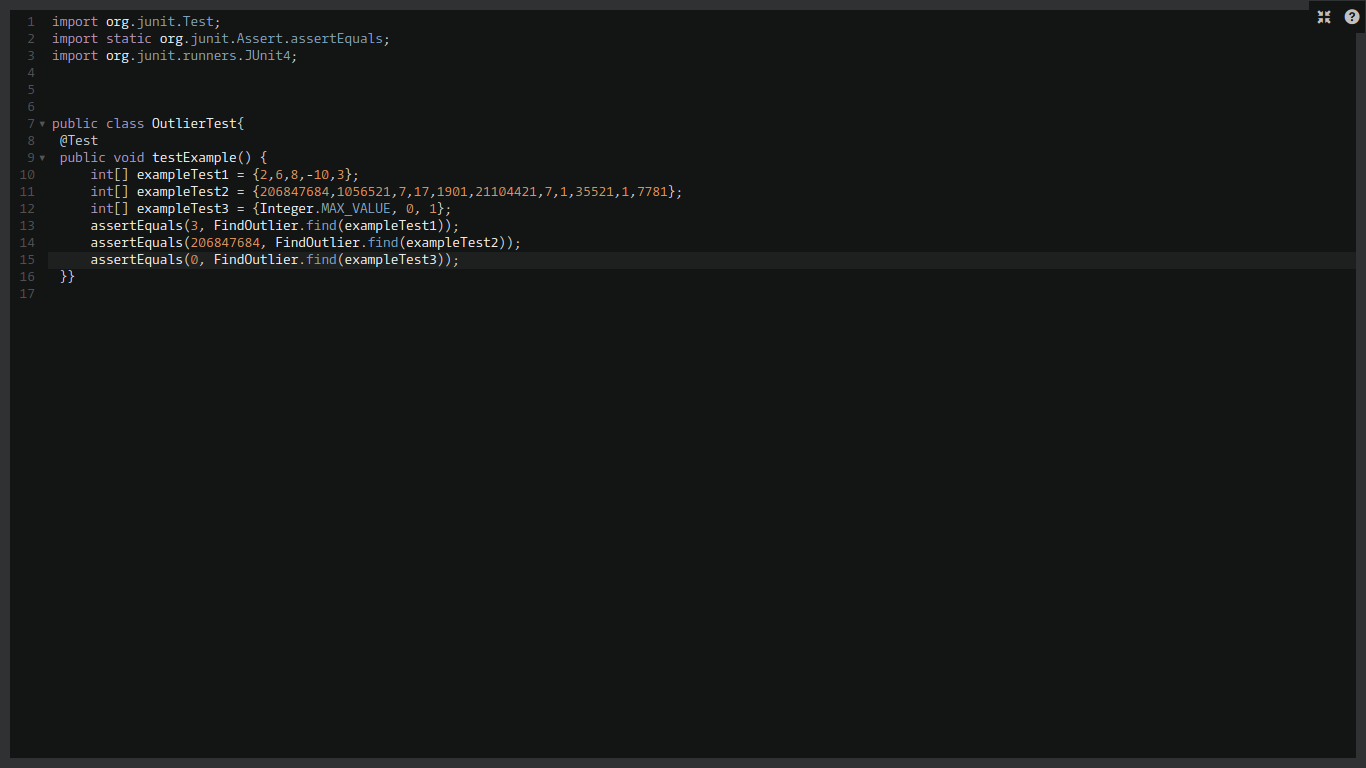 1 import org.junit.Test;
2 import static org.junit.Assert.assertEquals;
3 import org.junit.runners.JUnit4;
4
5
6
7 public class OutlierTest{
8 @Test
9 public void testExample() {
10 int[] exampleTest1 = {2,6,8,-10,3};
11 int[] exampleTest2 = {206847684,1056521,7,17,1901,21104421,7,1,35521,1,7781};
12 int[] exampleTest3 = {Integer.MAX_VALUE, 0, 1};
13 assertEquals(3, FindOutlier.find(exampleTest1));
14 assertEquals(206847684, FindOutlier.find(exampleTest2));
15 assertEquals(0, FindOutlier.find(exampleTest3));
16 }}
17